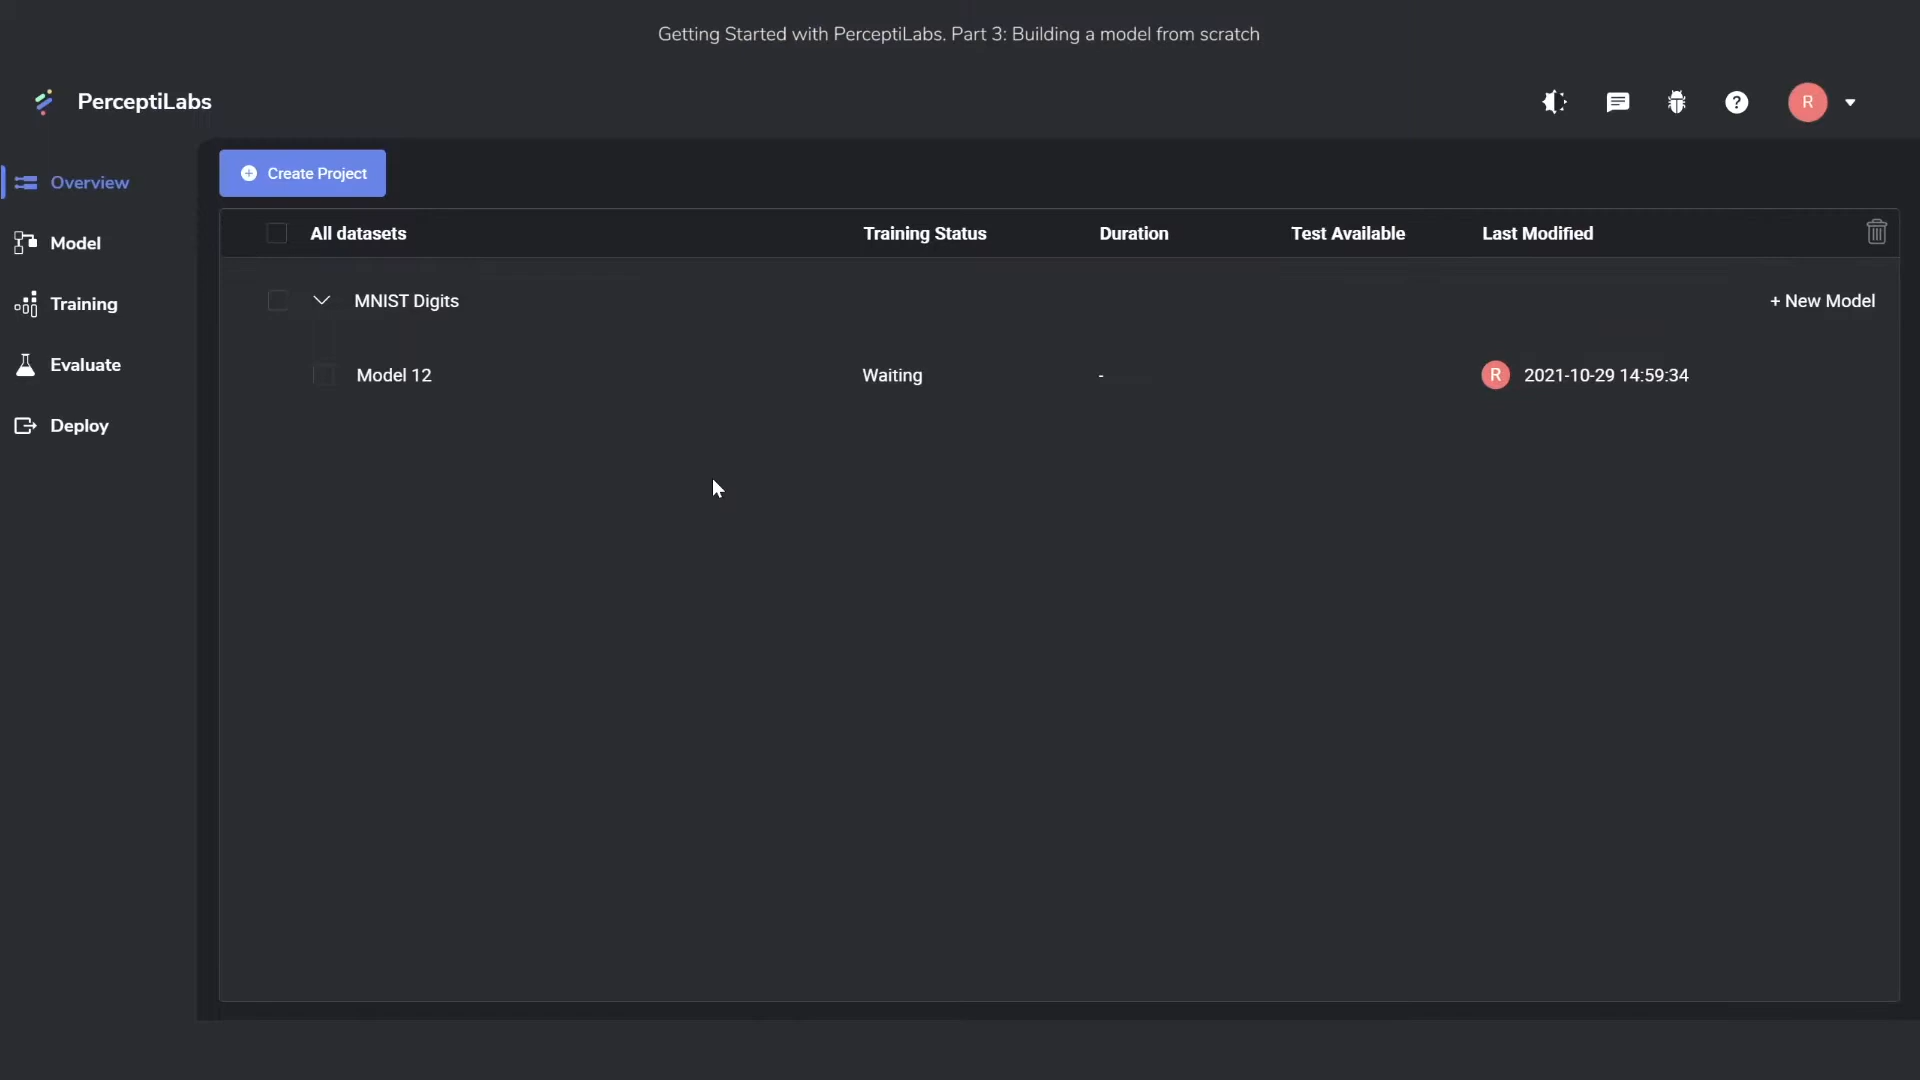 Getting Started with PerceptiLabs. Part 3: Building a model from scratch
PerceptiLabs
R
Overview
Model
Training
Evaluate
Deploy
Create Project
All datasets Training Status Duration Test Available Last Modified
MNIST Digits + New Model
Model 12 Waiting - R 2021-10-29 14:59:34